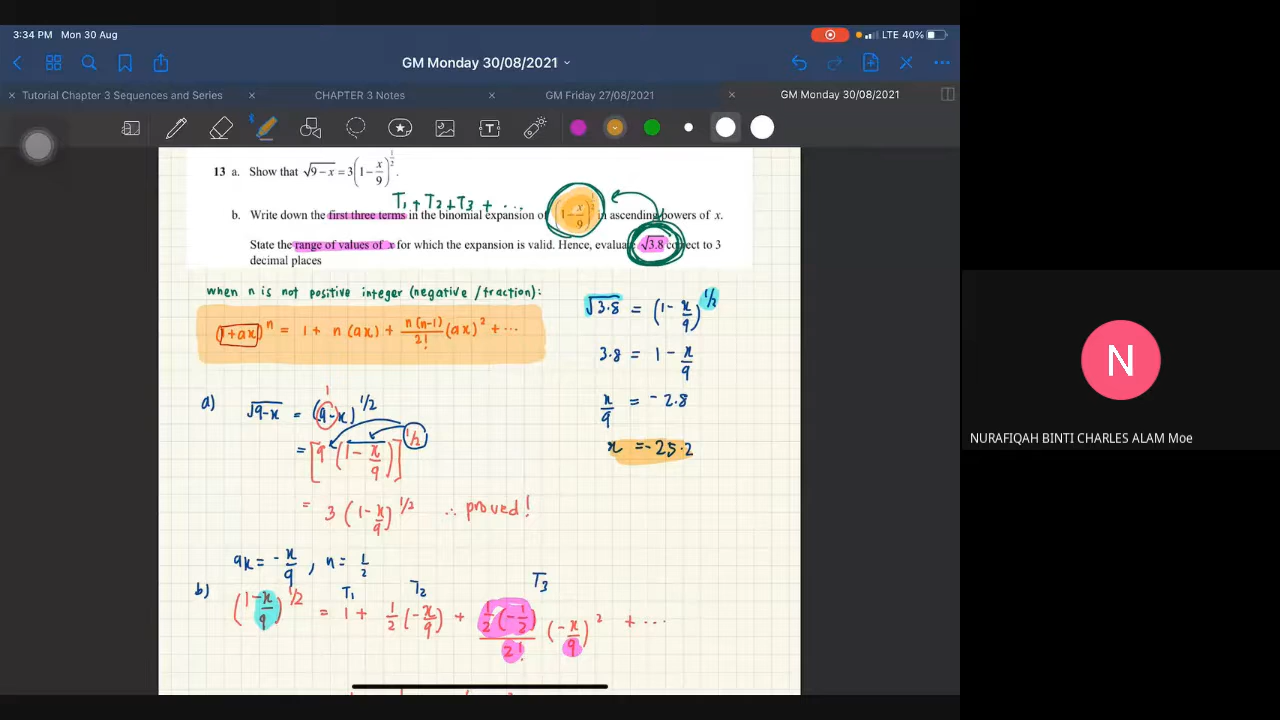 3:34 PM Mon 30 Aug
LTE 40%
GM Monday 30/08/2021
Tutorial Chapter 3 Sequences and Series
CHAPTER 3 Notes
GM Friday 27/08/2021
GM Monday 30/08/2021
13 a. Show that √9−x = 3(1−x/9)^1/2.
T1 + T2 + T3 + ...
b. Write down the first three terms in the binomial expansion of (1−x/9)^1/2 in ascending powers of x.
State the range of values of x for which the expansion is valid. Hence, evaluate √3.8 correct to 3
decimal places
when n is not positive integer (negative / fraction):
(1+ax)^n = 1 + n(ax) + n(n-1)/2! (ax)^2 + ...
√3.8 = (1 - x/9)^1/2
3.8 = 1 - x/9
x/9 = -2.8
x = -25.2
a) √9-x = (9-x)^1/2
1
= [9(1 - x/9)]^1/2
= 3(1 - x/9)^1/2 ∴ proved!
ax = -x/9, n = 1/2
T1 T2 T3
b) (1-x/9)^1/2 = 1 + 1/2(-x/9) + 1/2(-1/2)/2! (-x/9)^2 + ...
N
NURAFIQAH BINTI CHARLES ALAM Moe